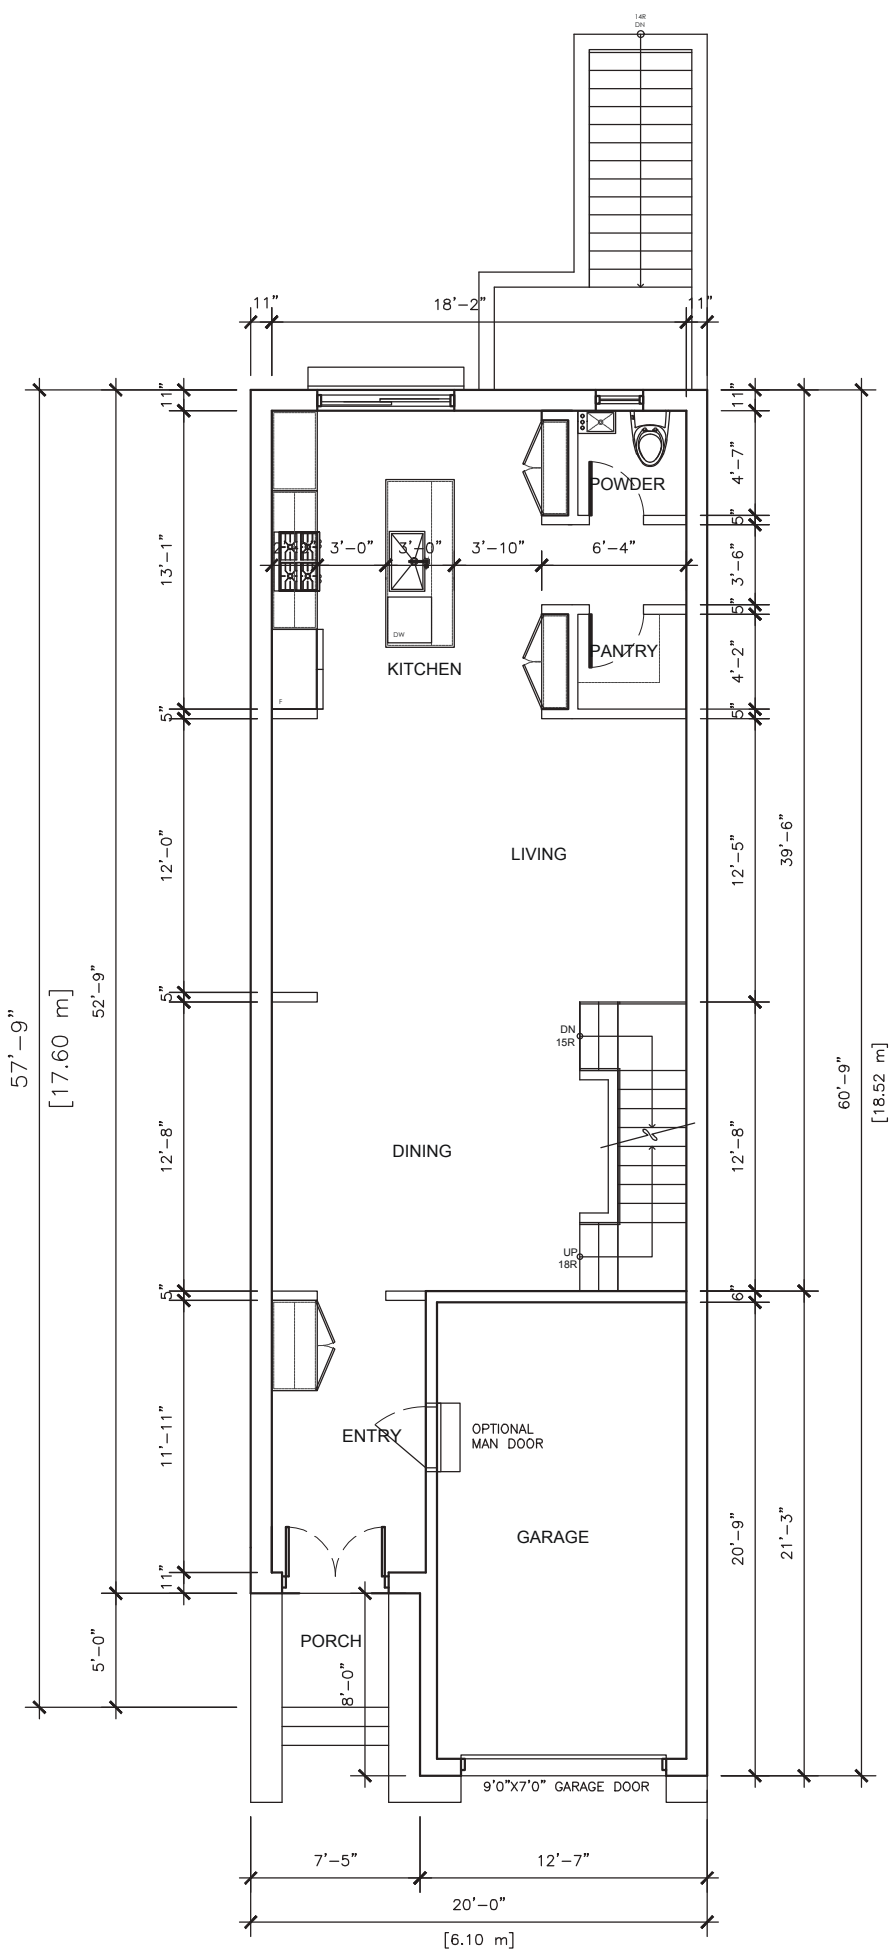 14R
DN
11”
18’-2”
11”
11”
11”
4’-7”
POWDER
5”
13’-1”
3’-0”
3’-0”
3’-10”
6’-4”
3’-6”
5”
DW
PANTRY
4’-2”
KITCHEN
F
5”
5”
12’-0”
LIVING
12’-5”
39’-6”
5”
57’-9”
[17.60 m]
52’-9”
DN
15R
60’-9”
[18.52 m]
12’-8”
DINING
12’-8”
UP
18R
5”
6”
11’-11”
ENTRY
OPTIONAL
MAN DOOR
GARAGE
20’-9”
21’-3”
11”
5’-0”
PORCH
8’-0”
9’0”X7’0” GARAGE DOOR
7’-5”
12’-7”
20’-0”
[6.10 m]